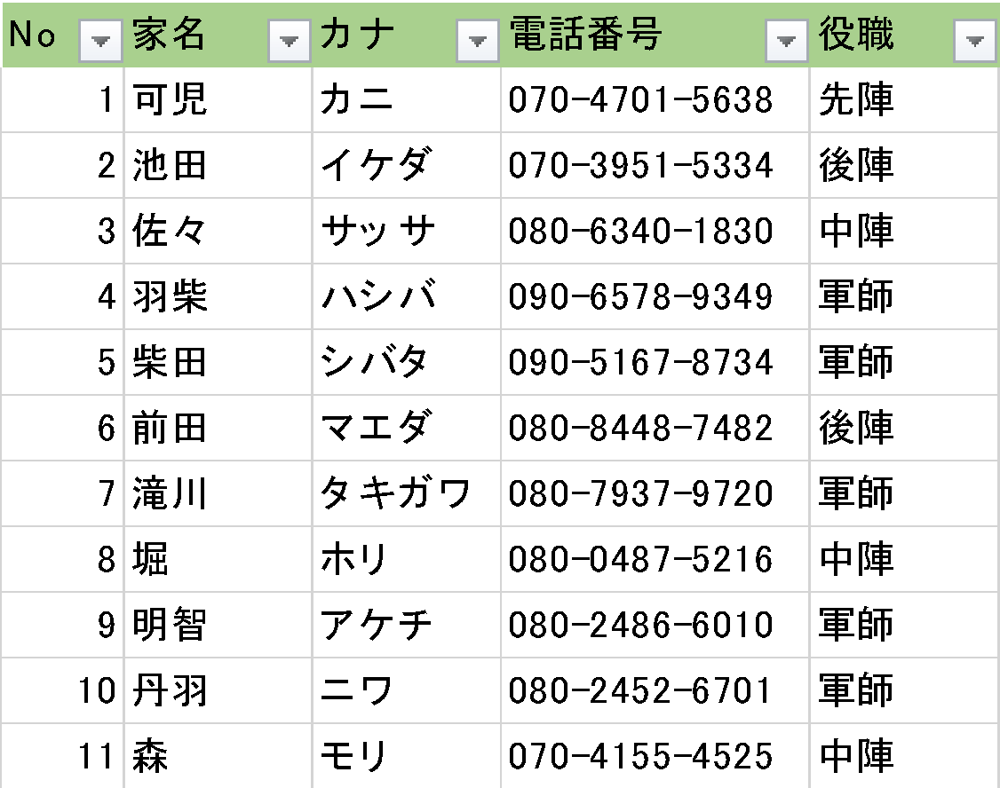 No 家名 カナ 電話番号 役職
1 可児 カニ 070-4701-5638 先陣
2 池田 イケダ 070-3951-5334 後陣
3 佐々 サッサ 080-6340-1830 中陣
4 羽柴 ハシバ 090-6578-9349 軍師
5 柴田 シバタ 090-5167-8734 軍師
6 前田 マエダ 080-8448-7482 後陣
7 滝川 タキガワ 080-7937-9720 軍師
8 堀 ホリ 080-0487-5216 中陣
9 明智 アケチ 080-2486-6010 軍師
10 丹羽 ニワ 080-2452-6701 軍師
11 森 モリ 070-4155-4525 中陣